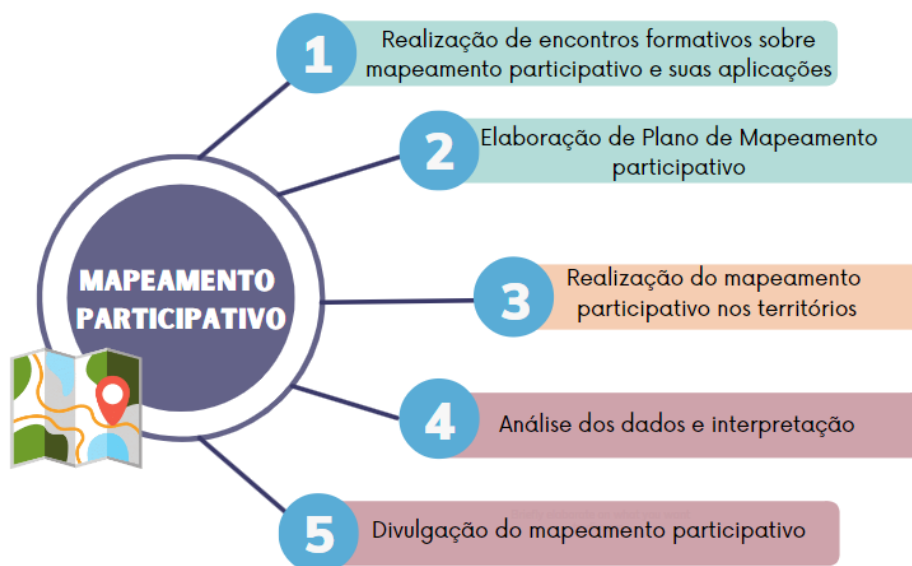 1
Realização de encontros formativos sobre
mapeamento participativo e suas aplicações
2
Elaboração de Plano de Mapeamento
participativo
MAPEAMENTO
PARTICIPATIVO
3
Realização do mapeamento
participativo nos territórios
4
Análise dos dados e interpretação
5
Divulgação do mapeamento participativo